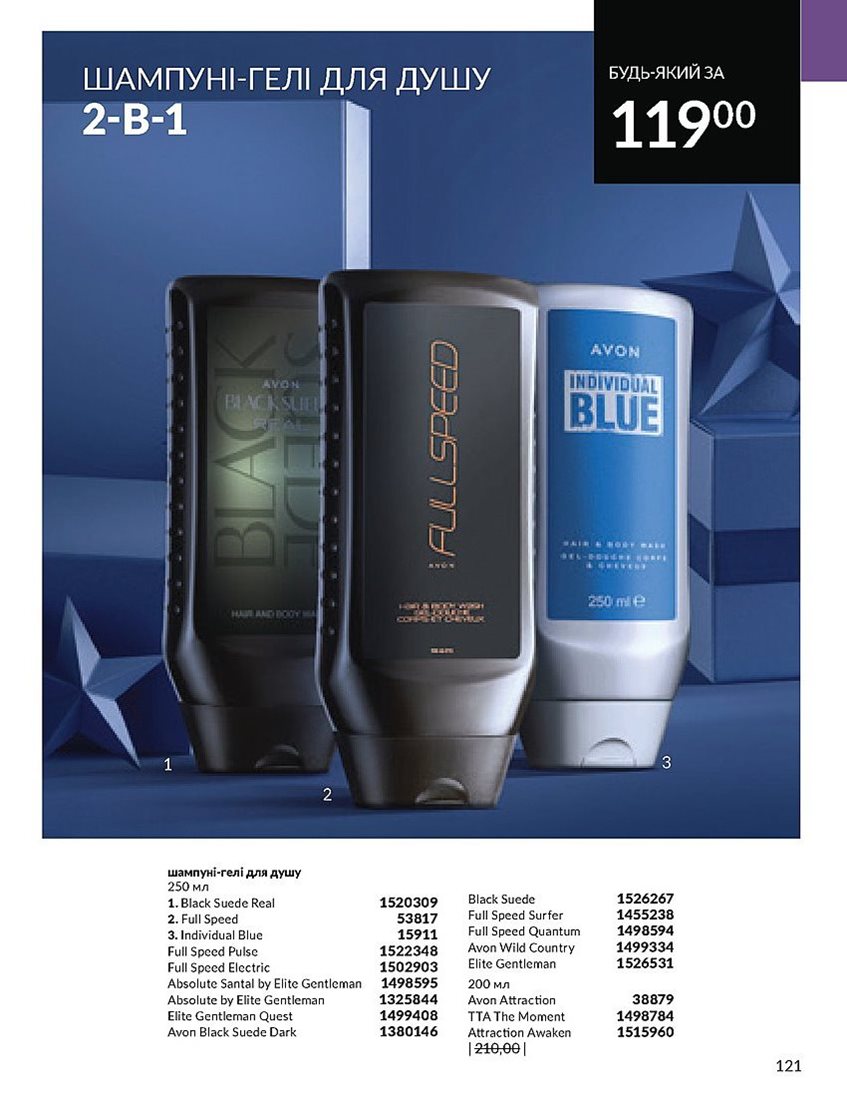 ШАМПУНІ-ГЕЛІ ДЛЯ ДУШУ
2-В-1
БУДЬ-ЯКИЙ ЗА
119⁰⁰
BLACK
SUEDE
AVON
BLACK SUEDE
REAL
HAIR AND BODY WA
FULL SPEED
AVON
HAIR & BODY WASH
GEL-DOUCHE
CORPS ET CHEVEUX
AVON
INDIVIDUAL
BLUE
HAIR & BODY WASH
GEL-DOUCHE CORPS
& CHEVEUX
250 ml e
1
2
3
шампуні-гелі для душу
250 мл
1. Black Suede Real 1520309
2. Full Speed 53817
3. Individual Blue 15911
Full Speed Pulse 1522348
Full Speed Electric 1502903
Absolute Santal by Elite Gentleman 1498595
Absolute by Elite Gentleman 1325844
Elite Gentleman Quest 1499408
Avon Black Suede Dark 1380146
Black Suede 1526267
Full Speed Surfer 1455238
Full Speed Quantum 1498594
Avon Wild Country 1499334
Elite Gentleman 1526531
200 мл
Avon Attraction 38879
TTA The Moment 1498784
Attraction Awaken 1515960
| 210,00 |
121